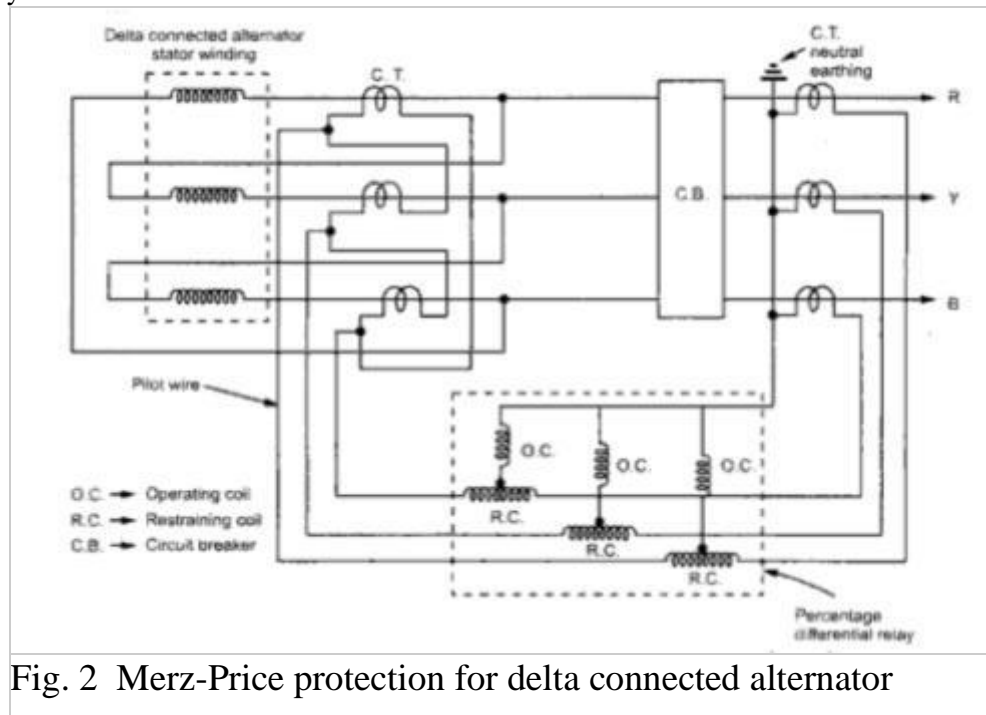 Delta connected alternator
stator winding
C. T.
C.T.
neutral
earthing
R
C.B.
Y
B
Pilot wire
O.C.
O.C.
O.C.
O.C. → Operating coil
R.C. → Restraining coil
C.B. → Circuit breaker
R.C.
R.C.
R.C.
Percentage
differential relay
Fig. 2 Merz-Price protection for delta connected alternator